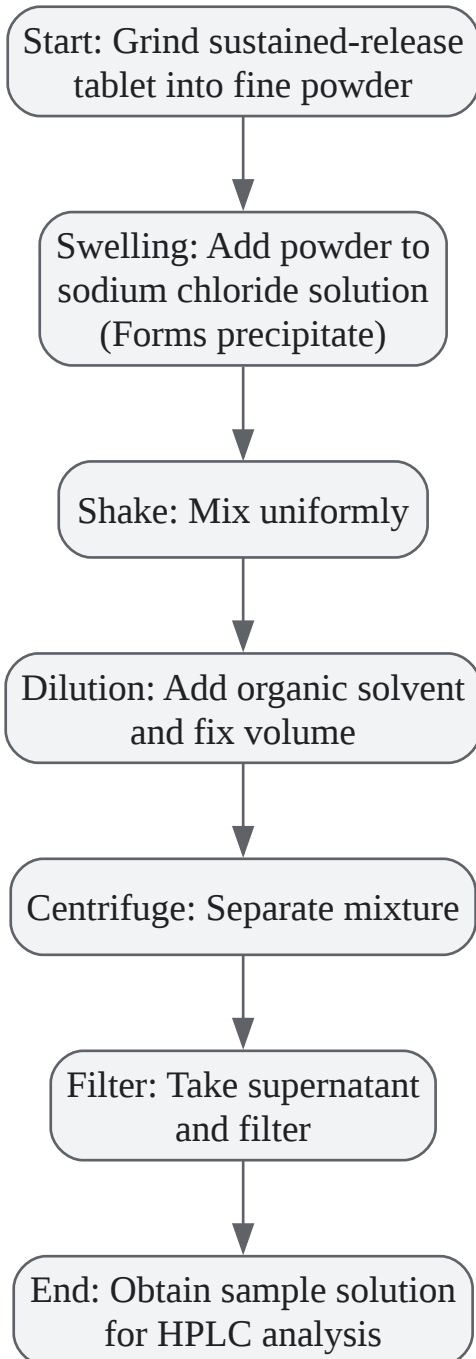 Start: Grind sustained-release
tablet into fine powder
Swelling: Add powder to
sodium chloride solution
(Forms precipitate)
Shake: Mix uniformly
Dilution: Add organic solvent
and fix volume
Centrifuge: Separate mixture
Filter: Take supernatant
and filter
End: Obtain sample solution
for HPLC analysis